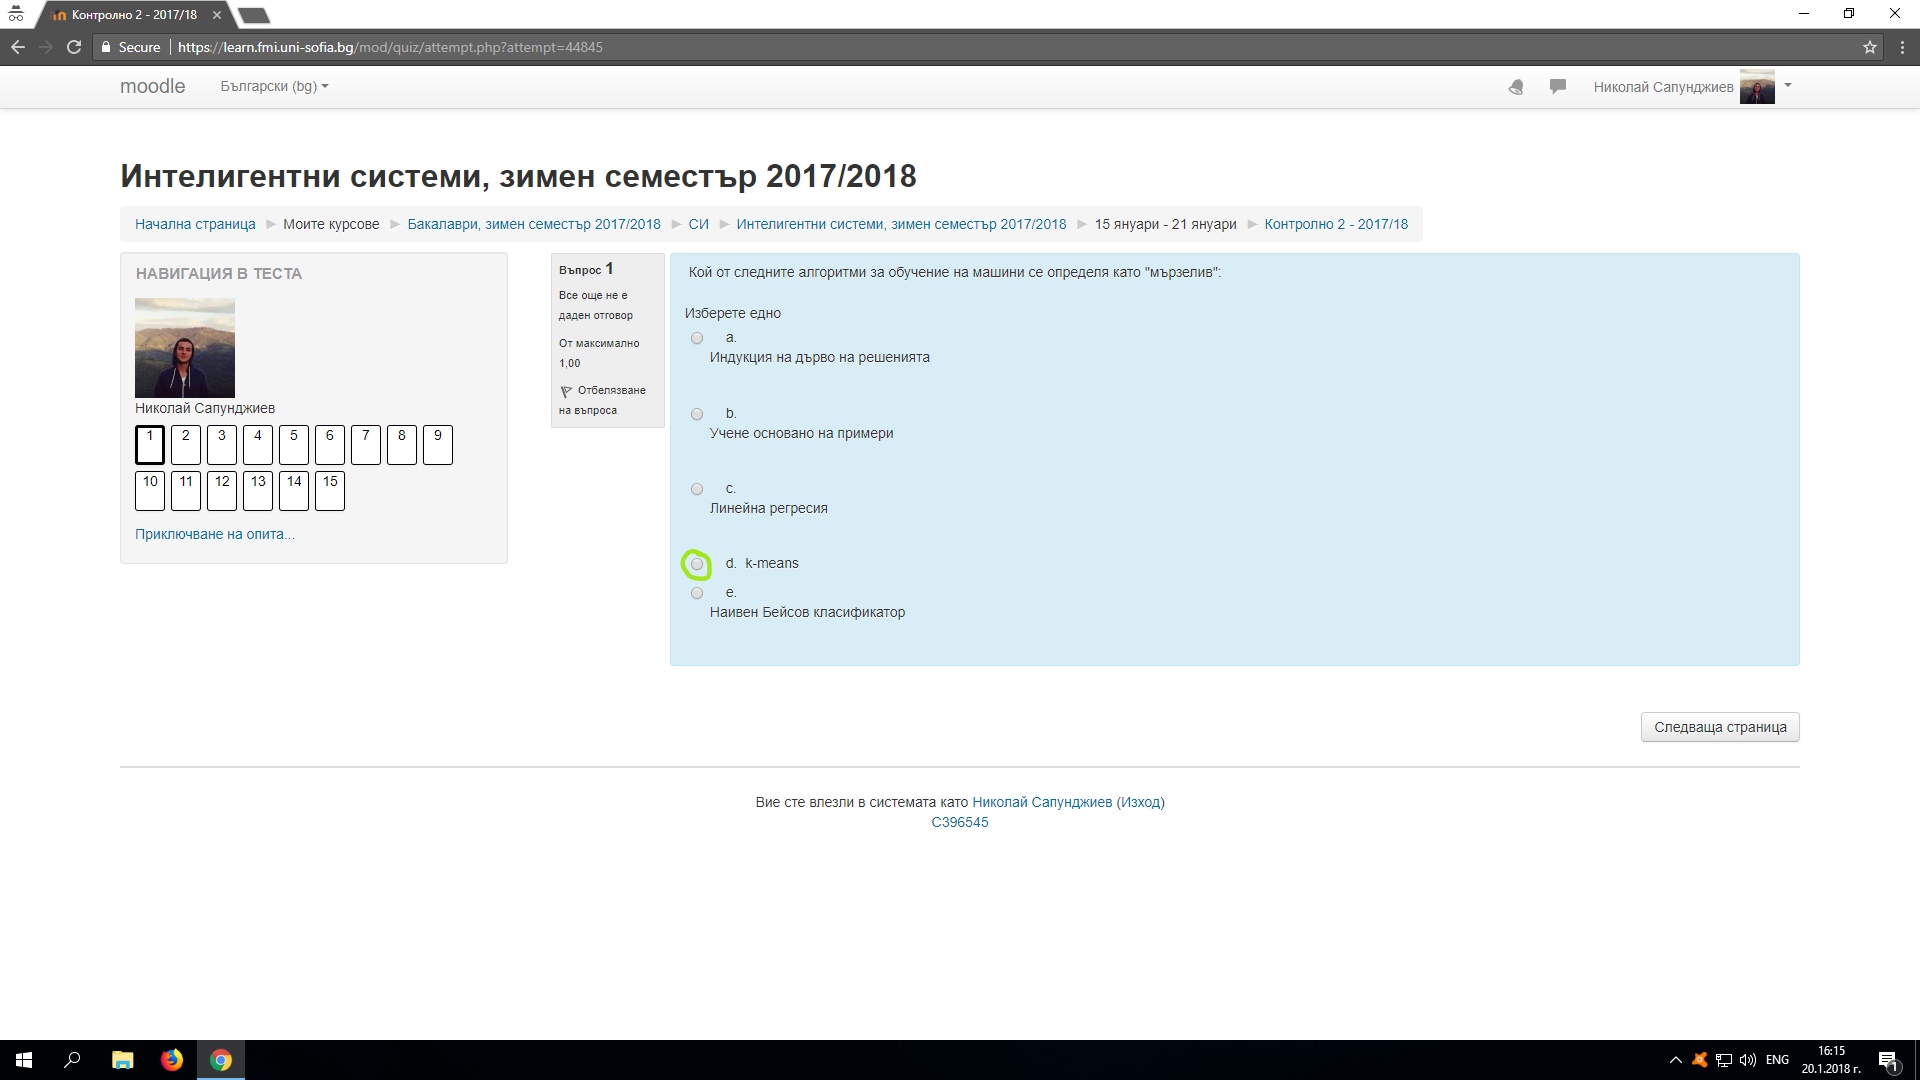 Контролно 2 - 2017/18
Secure https://learn.fmi.uni-sofia.bg/mod/quiz/attempt.php?attempt=44845
moodle Български (bg) Николай Сапунджиев
Интелигентни системи, зимен семестър 2017/2018
Начална страница Моите курсове Бакалаври, зимен семестър 2017/2018 СИ Интелигентни системи, зимен семестър 2017/2018 15 януари - 21 януари Контролно 2 - 2017/18
НАВИГАЦИЯ В ТЕСТА
Николай Сапунджиев
1 2 3 4 5 6 7 8 9
10 11 12 13 14 15
Приключване на опита...
Въпрос 1
Все още не е
даден отговор
От максимално
1,00
Отбелязване
на въпроса
Кой от следните алгоритми за обучение на машини се определя като "мързелив":
Изберете едно
a.
Индукция на дърво на решенията
b.
Учене основано на примери
c.
Линейна регресия
d. k-means
e.
Наивен Бейсов класификатор
Следваща страница
Вие сте влезли в системата като Николай Сапунджиев (Изход)
СЗ96545
ENG
16:15
20.1.2018 г.
1